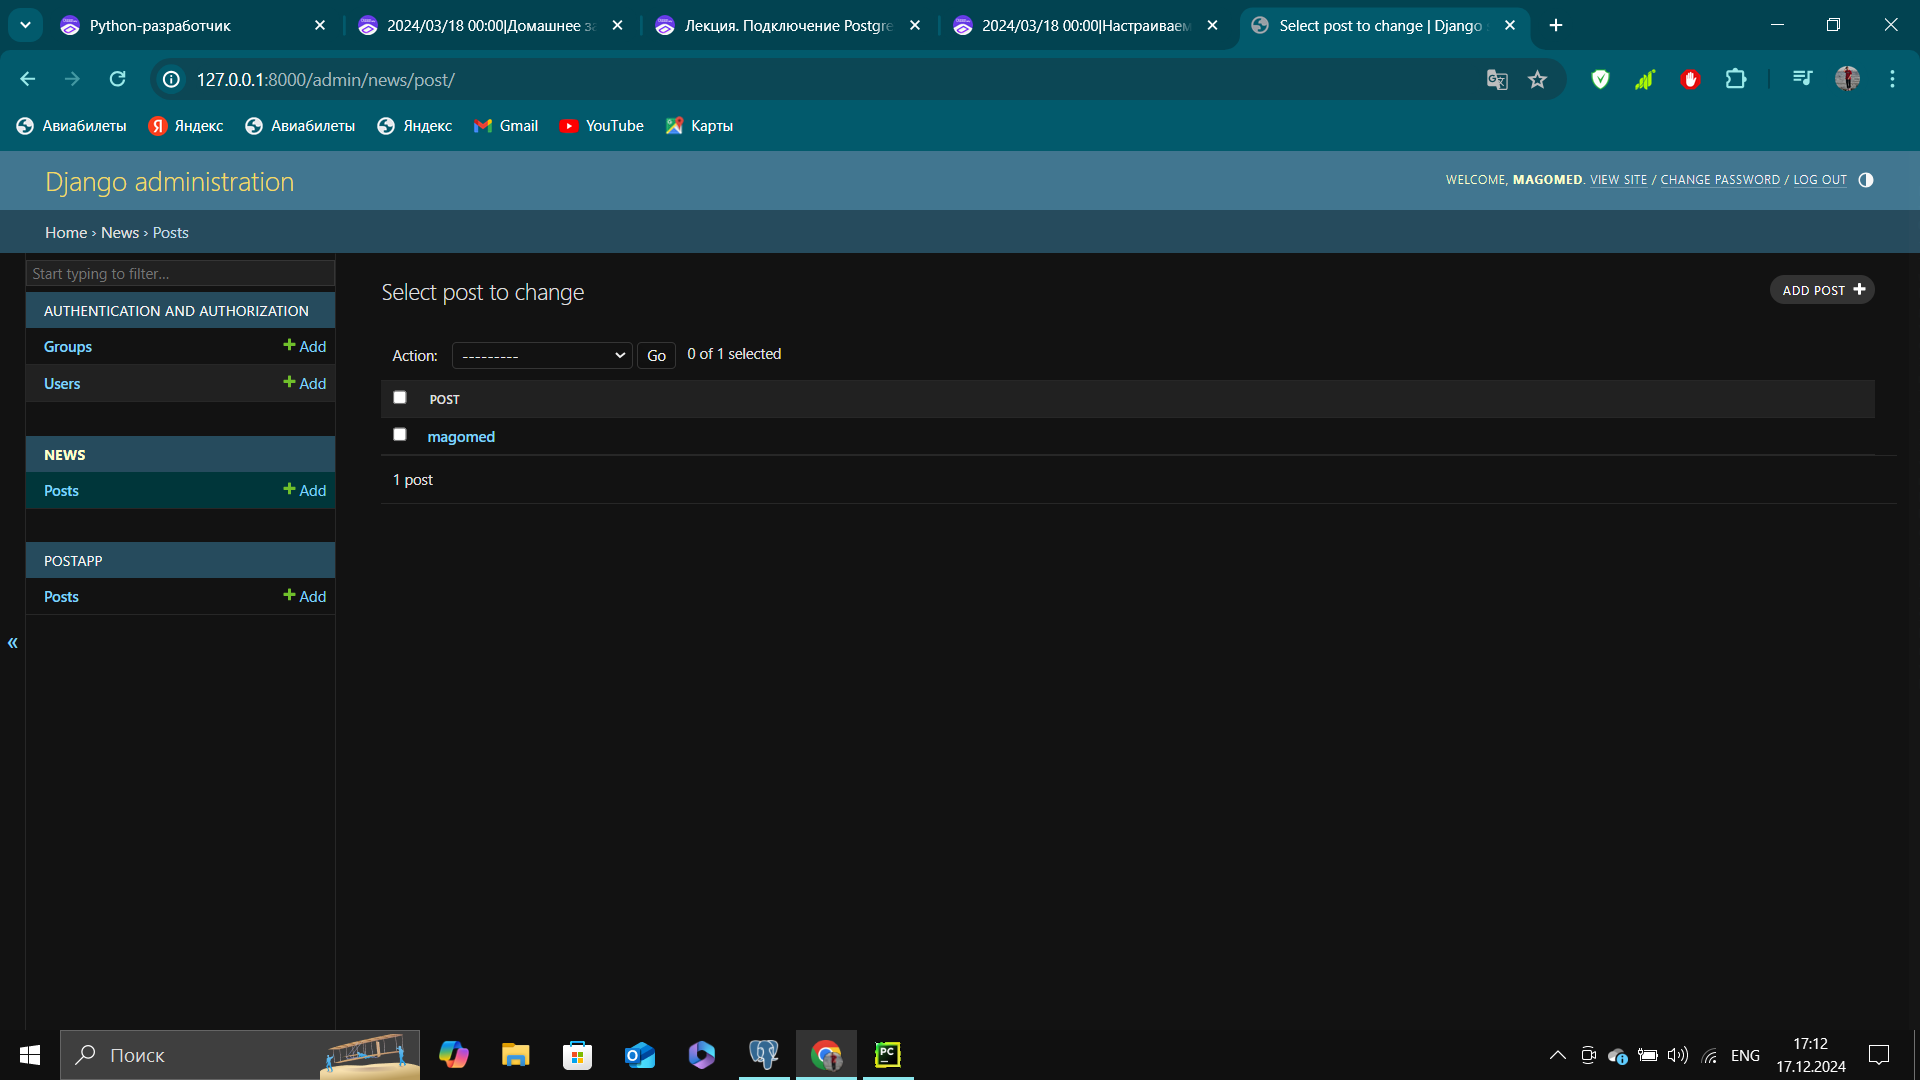 Python-разработчик
2024/03/18 00:00|Домашнее за
Лекция. Подключение Postgre
2024/03/18 00:00|Настраиваем
Select post to change | Django
127.0.0.1:8000/admin/news/post/
Авиабилеты
Яндекс
Авиабилеты
Яндекс
Gmail
YouTube
Карты
Django administration
WELCOME, MAGOMED. VIEW SITE / CHANGE PASSWORD / LOG OUT
Home › News › Posts
Start typing to filter...
AUTHENTICATION AND AUTHORIZATION
Groups + Add
Users + Add
NEWS
Posts + Add
POSTAPP
Posts + Add
«
Select post to change
ADD POST +
Action: --------- Go 0 of 1 selected
POST
magomed
1 post
Поиск
PC
ENG
17:12
17.12.2024